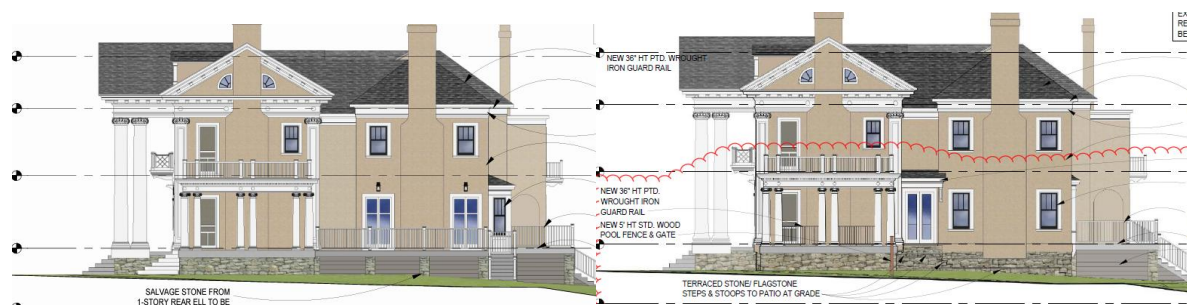 SALVAGE STONE FROM
1-STORY REAR ELL TO BE
NEW 36" HT PTD. WROUGHT
IRON GUARD RAIL
NEW 36" HT PTD.
WROUGHT IRON
GUARD RAIL
NEW 5' HT STD. WOOD
POOL FENCE & GATE
TERRACED STONE/ FLAGSTONE
STEPS & STOOPS TO PATIO AT GRADE
RE
BE